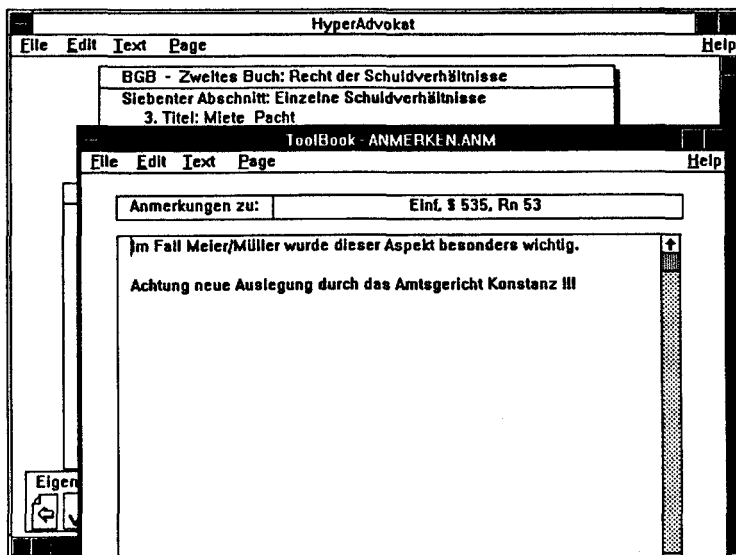 HyperAdvokat
File Edit Text Page Help
BGB - Zweites Buch: Recht der Schuldverhältnisse
Siebenter Abschnitt: Einzelne Schuldverhältnisse
3. Titel: Miete Pacht
ToolBook - ANMERKEN.ANM
File Edit Text Page Help
Anmerkungen zu: Einf, $ 535, Rn 53
Im Fall Meier/Müller wurde dieser Aspekt besonders wichtig.
Achtung neue Auslegung durch das Amtsgericht Konstanz !!!
Eigen